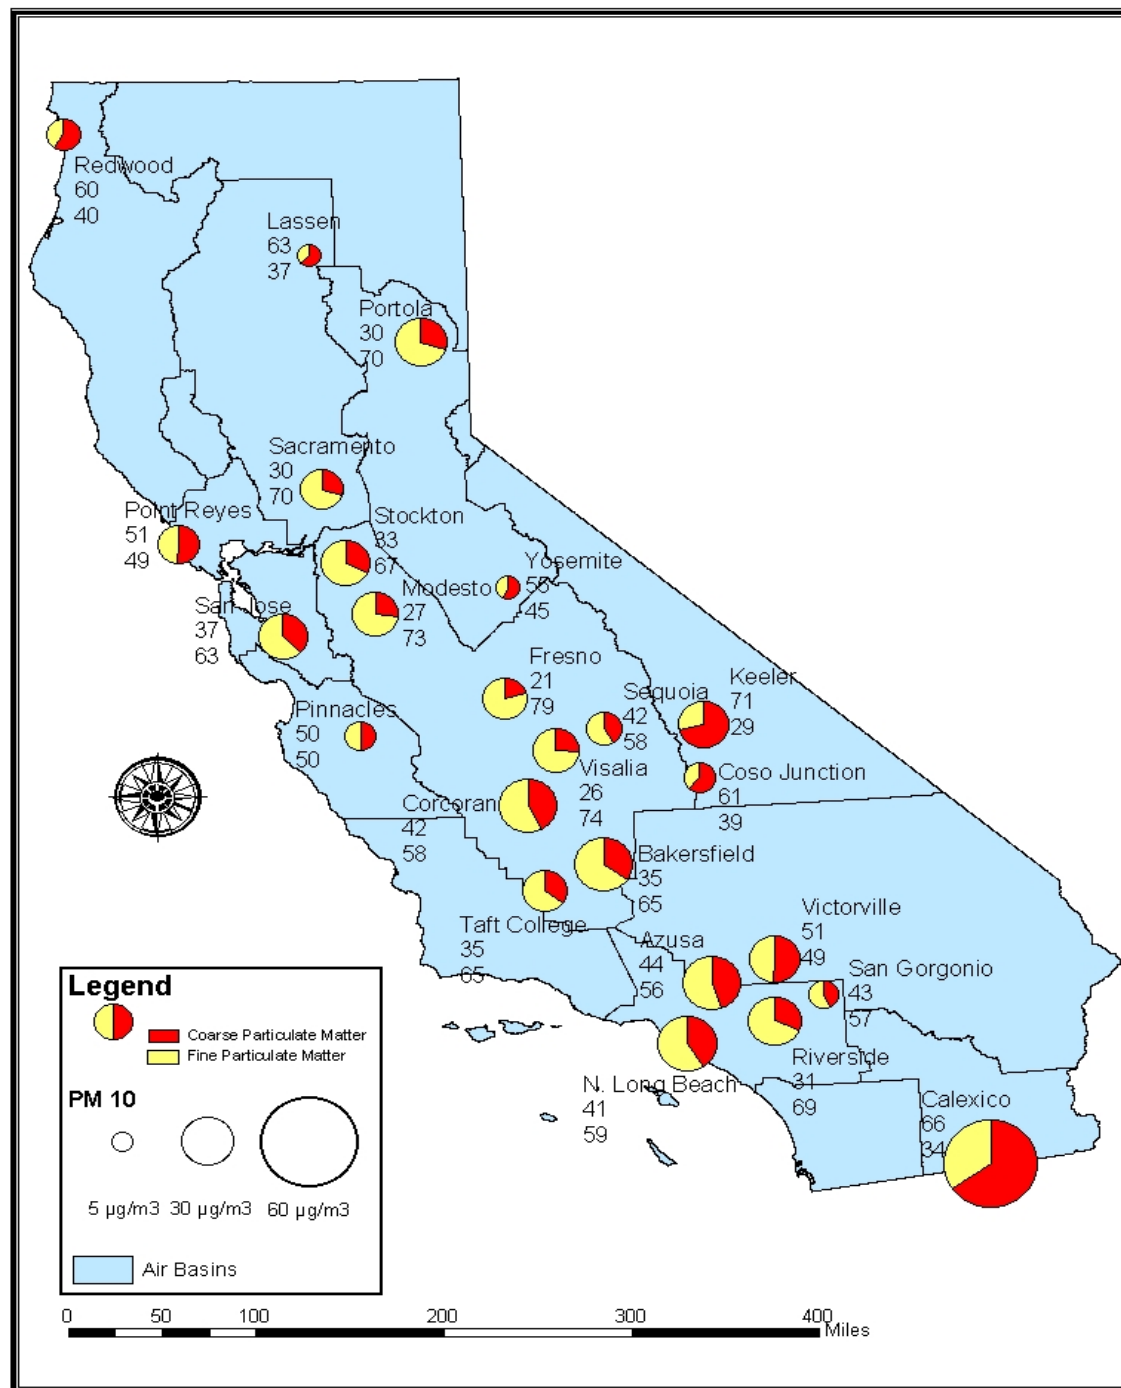 Redwood
60
40
Lassen
63
37
Portola
30
70
Sacramento
30
70
Point Reyes
51
49
Stockton
33
67
Yosemite
55
45
Modesto
27
73
San Jose
37
63
Fresno
21
79
Sequoia
42
58
Keeler
71
29
Pinnacles
50
50
Visalia
26
74
Coso Junction
61
39
Corcoran
42
58
Bakersfield
35
65
Taft College
35
65
Victorville
51
49
Azusa
44
56
San Gorgonio
43
57
Riverside
31
69
N. Long Beach
41
59
Calexico
66
34
Legend
Coarse Particulate Matter
Fine Particulate Matter
PM 10
5 µg/m3 30 µg/m3 60 µg/m3
Air Basins
0 50 100 200 300 400
Miles